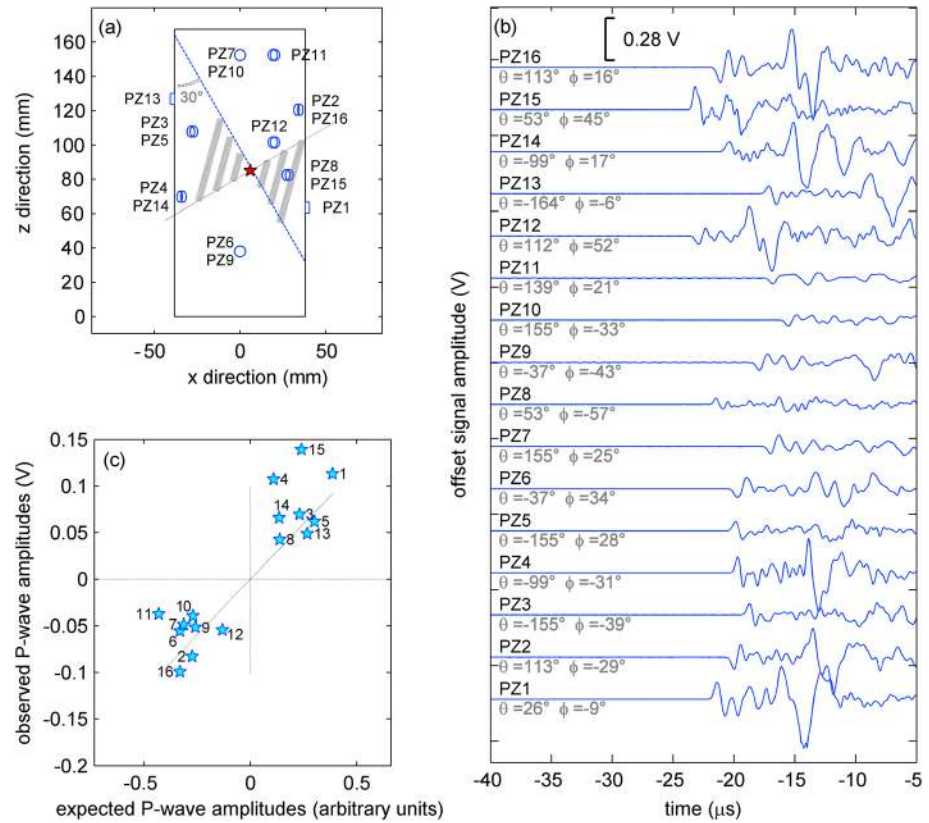 (a)
160
140
120
100
80
60
40
20
0
z direction (mm)
PZ7
PZ10
PZ11
PZ13
30°
PZ2
PZ16
PZ3
PZ5
PZ12
PZ8
PZ15
PZ4
PZ14
PZ1
PZ6
PZ9
-50
0
50
x direction (mm)
(b)
0.28 V
offset signal amplitude (V)
PZ16
θ =113° ϕ =16°
PZ15
θ =53° ϕ =45°
PZ14
θ =-99° ϕ =17°
PZ13
θ =-164° ϕ =-6°
PZ12
θ =112° ϕ =52°
PZ11
θ =139° ϕ =21°
PZ10
θ =155° ϕ =-33°
PZ9
θ =-37° ϕ =-43°
PZ8
θ =53° ϕ =-57°
PZ7
θ =155° ϕ =25°
PZ6
θ =-37° ϕ =34°
PZ5
θ =-155° ϕ =28°
PZ4
θ =-99° ϕ =-31°
PZ3
θ =-155° ϕ =-39°
PZ2
θ =113° ϕ =-29°
PZ1
θ =26° ϕ =-9°
-40
-35
-30
-25
-20
-15
-10
-5
time (μs)
(c)
0.15
0.1
0.05
0
-0.05
-0.1
-0.15
-0.2
observed P-wave amplitudes (V)
15
4
1
14
3
5
8
13
11
10
7
9
12
6
2
16
-0.5
0
0.5
expected P-wave amplitudes (arbitrary units)